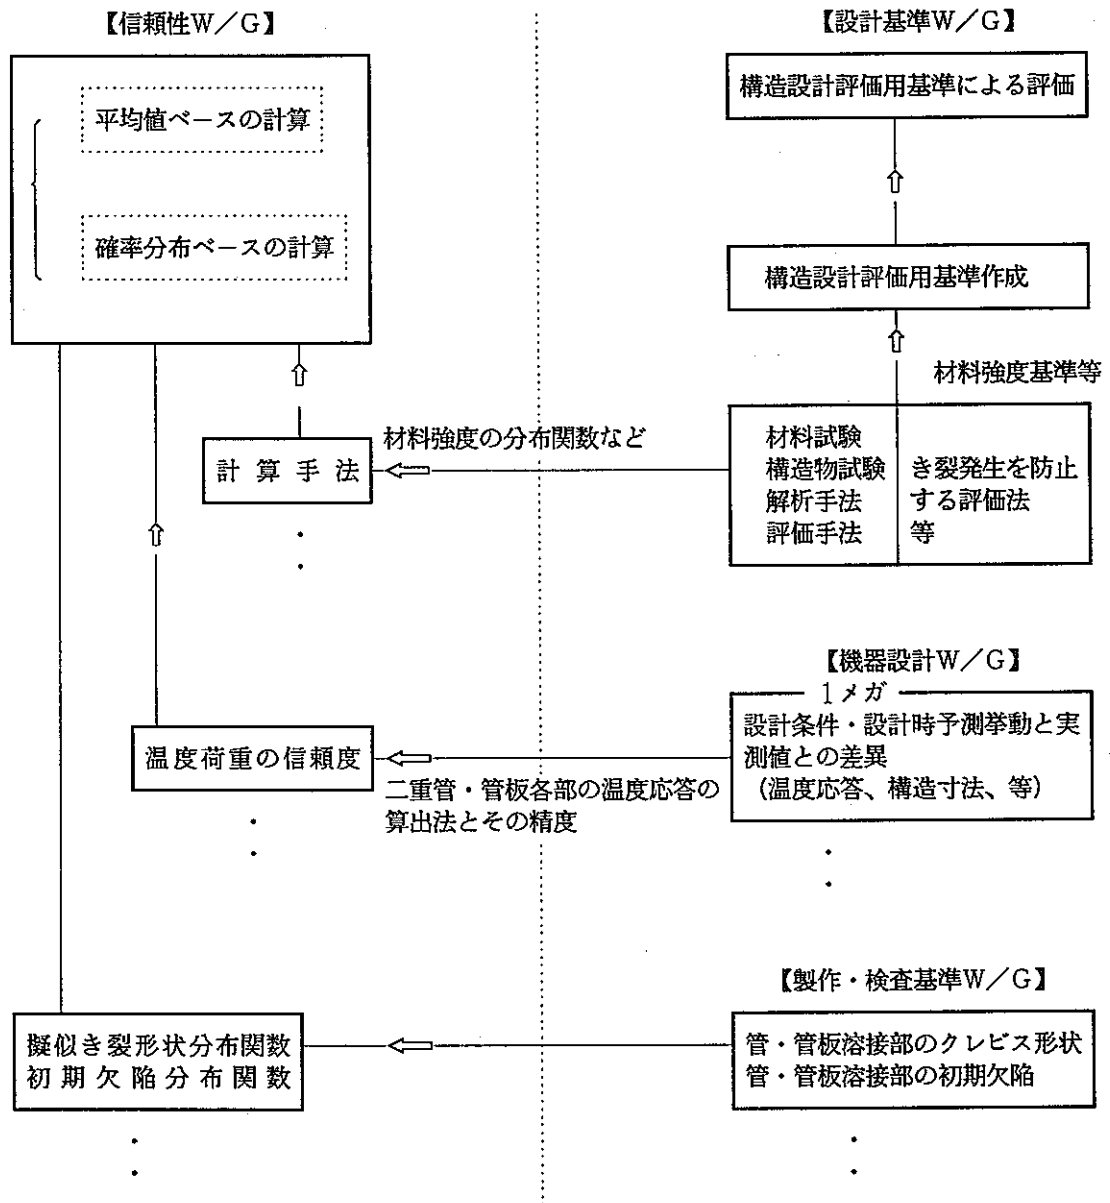 【信頼性W／G】
平均値ベースの計算
確率分布ベースの計算
計算手法
温度荷重の信頼度
擬似き裂形状分布関数
初期欠陥分布関数
【設計基準W／G】
構造設計評価用基準による評価
構造設計評価用基準作成
材料強度基準等
材料試験
構造物試験
解析手法
評価手法
き裂発生を防止
する評価法
等
材料強度の分布関数など
【機器設計W／G】
1メガ
設計条件・設計時予測挙動と実
測値との差異
（温度応答、構造寸法、等）
二重管・管板各部の温度応答の
算出法とその精度
【製作・検査基準W／G】
管・管板溶接部のクレビス形状
管・管板溶接部の初期欠陥